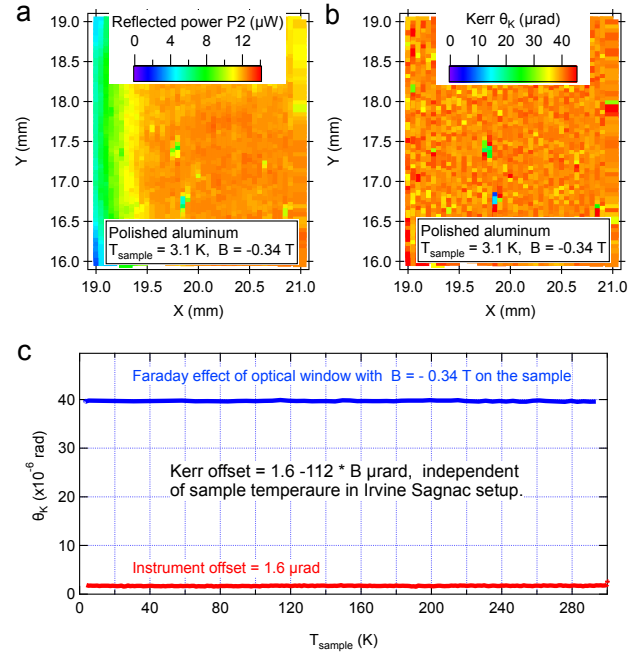 a
Reflected power P2 (µW)
0 4 8 12
18.0
17.5
17.0
16.5
16.0
19.0
18.5
Y (mm)
Polished aluminum
T_sample = 3.1 K, B = -0.34 T
19.0 19.5 20.0 20.5 21.0
X (mm)
b
Kerr θ_K (µrad)
0 10 20 30 40
19.0
18.5
18.0
17.5
17.0
16.5
16.0
Y (mm)
Polished aluminum
T_sample = 3.1 K, B = -0.34 T
19.0 19.5 20.0 20.5 21.0
X (mm)
c
Faraday effect of optical window with B = - 0.34 T on the sample
40
30
20
10
0
θ_K (x10^-6 rad)
Kerr offset = 1.6 -112 * B µrard, independent
of sample temperaure in Irvine Sagnac setup.
Instrument offset = 1.6 µrad
0 40 80 120 160 200 240 280
T_sample (K)